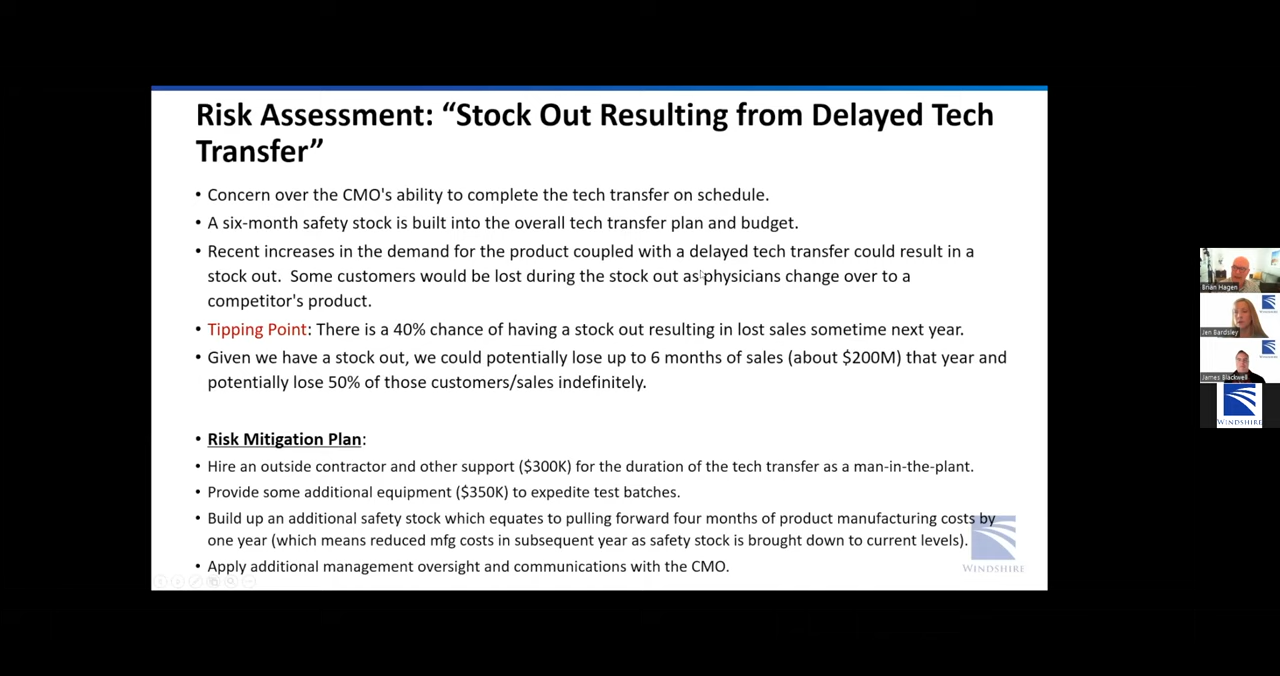 Risk Assessment: “Stock Out Resulting from Delayed Tech
Transfer”
• Concern over the CMO's ability to complete the tech transfer on schedule.
• A six-month safety stock is built into the overall tech transfer plan and budget.
• Recent increases in the demand for the product coupled with a delayed tech transfer could result in a
stock out. Some customers would be lost during the stock out as physicians change over to a
competitor's product.
• Tipping Point: There is a 40% chance of having a stock out resulting in lost sales sometime next year.
• Given we have a stock out, we could potentially lose up to 6 months of sales (about $200M) that year and
potentially lose 50% of those customers/sales indefinitely.
• Risk Mitigation Plan:
• Hire an outside contractor and other support ($300K) for the duration of the tech transfer as a man-in-the-plant.
• Provide some additional equipment ($350K) to expedite test batches.
• Build up an additional safety stock which equates to pulling forward four months of product manufacturing costs by
one year (which means reduced mfg costs in subsequent year as safety stock is brought down to current levels).
• Apply additional management oversight and communications with the CMO.
WINDSHIRE
Brian Hagen
WINDSHIRE
Jen Bardsley
WINDSHIRE
James Blackwell
WINDSHIRE